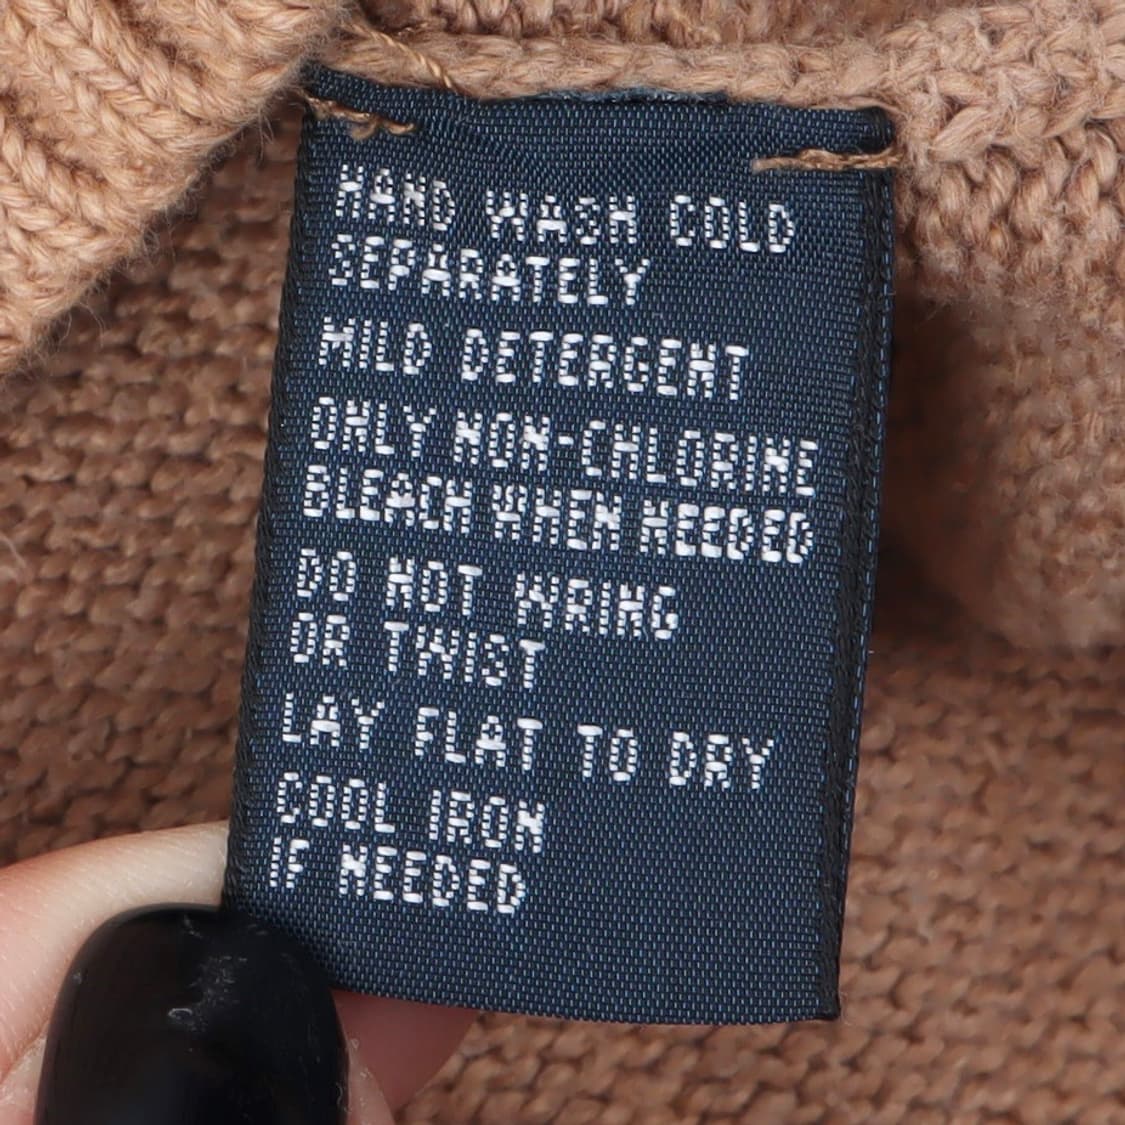 HAND WASH COLD
SEPARATELY
MILD DETERGENT
ONLY NON-CHLORINE
BLEACH WHEN NEEDED
DO NOT WRING
OR TWIST
LAY FLAT TO DRY
COOL IRON
IF NEEDED